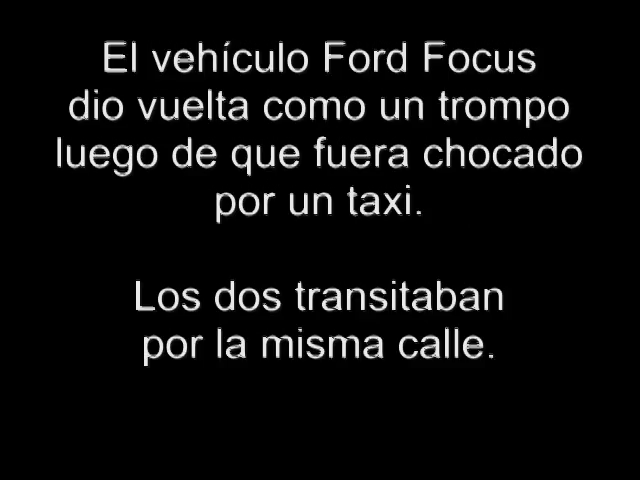 El vehículo Ford Focus
dio vuelta como un trompo
luego de que fuera chocado
por un taxi.
Los dos transitaban
por la misma calle.